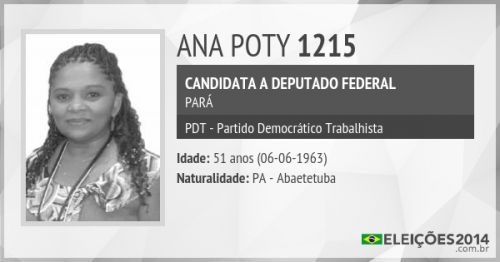 ANA POTY 1215
CANDIDATA A DEPUTADO FEDERAL
PARÁ
PDT - Partido Democrático Trabalhista
Idade: 51 anos (06-06-1963)
Naturalidade: PA - Abaetetuba
ELEIÇÕES2014
.com.br